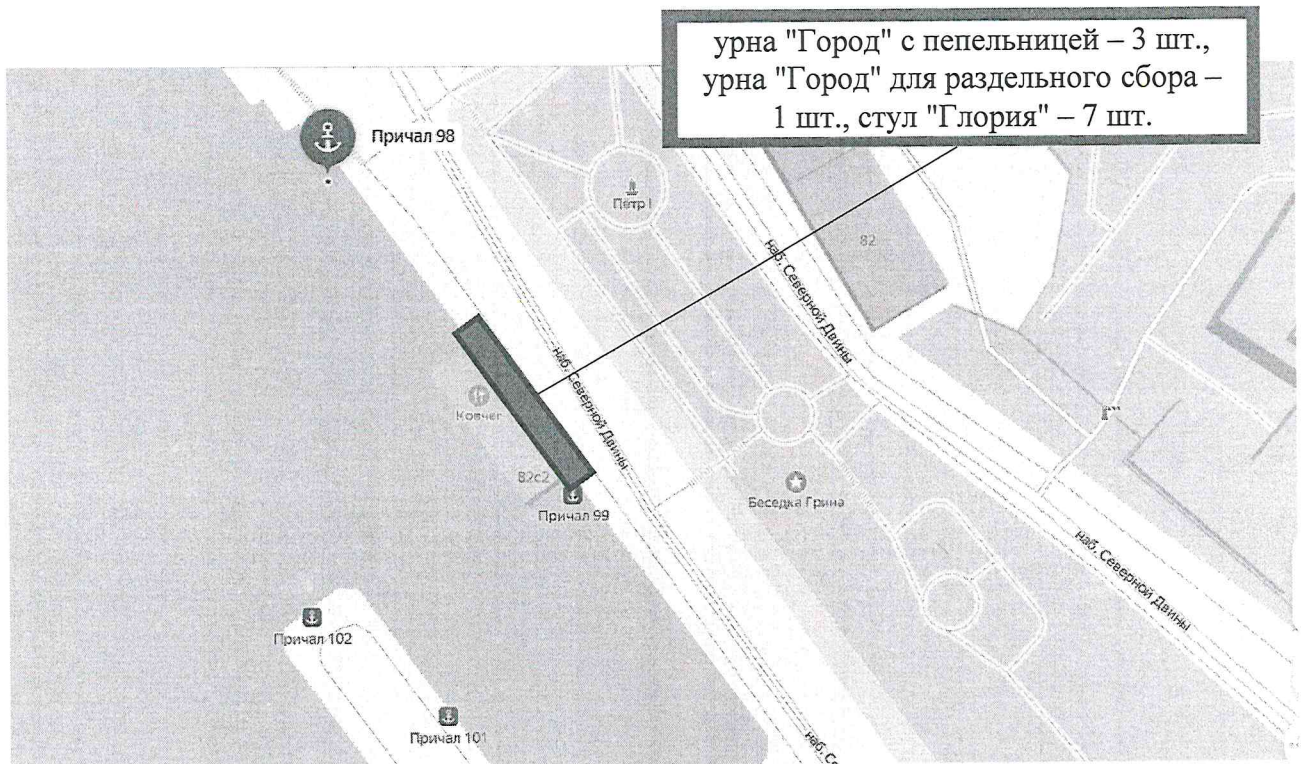 урна "Город" с пепельницей – 3 шт.,
урна "Город" для раздельного сбора –
1 шт., стул "Глория" – 7 шт.
Причал 98
Пётр I
82
наб. Северной Двины
наб. Северной Двины
Ковчег
82с2
Причал 99
Беседка Грина
наб. Северной Двины
Причал 102
Причал 101
наб. Се